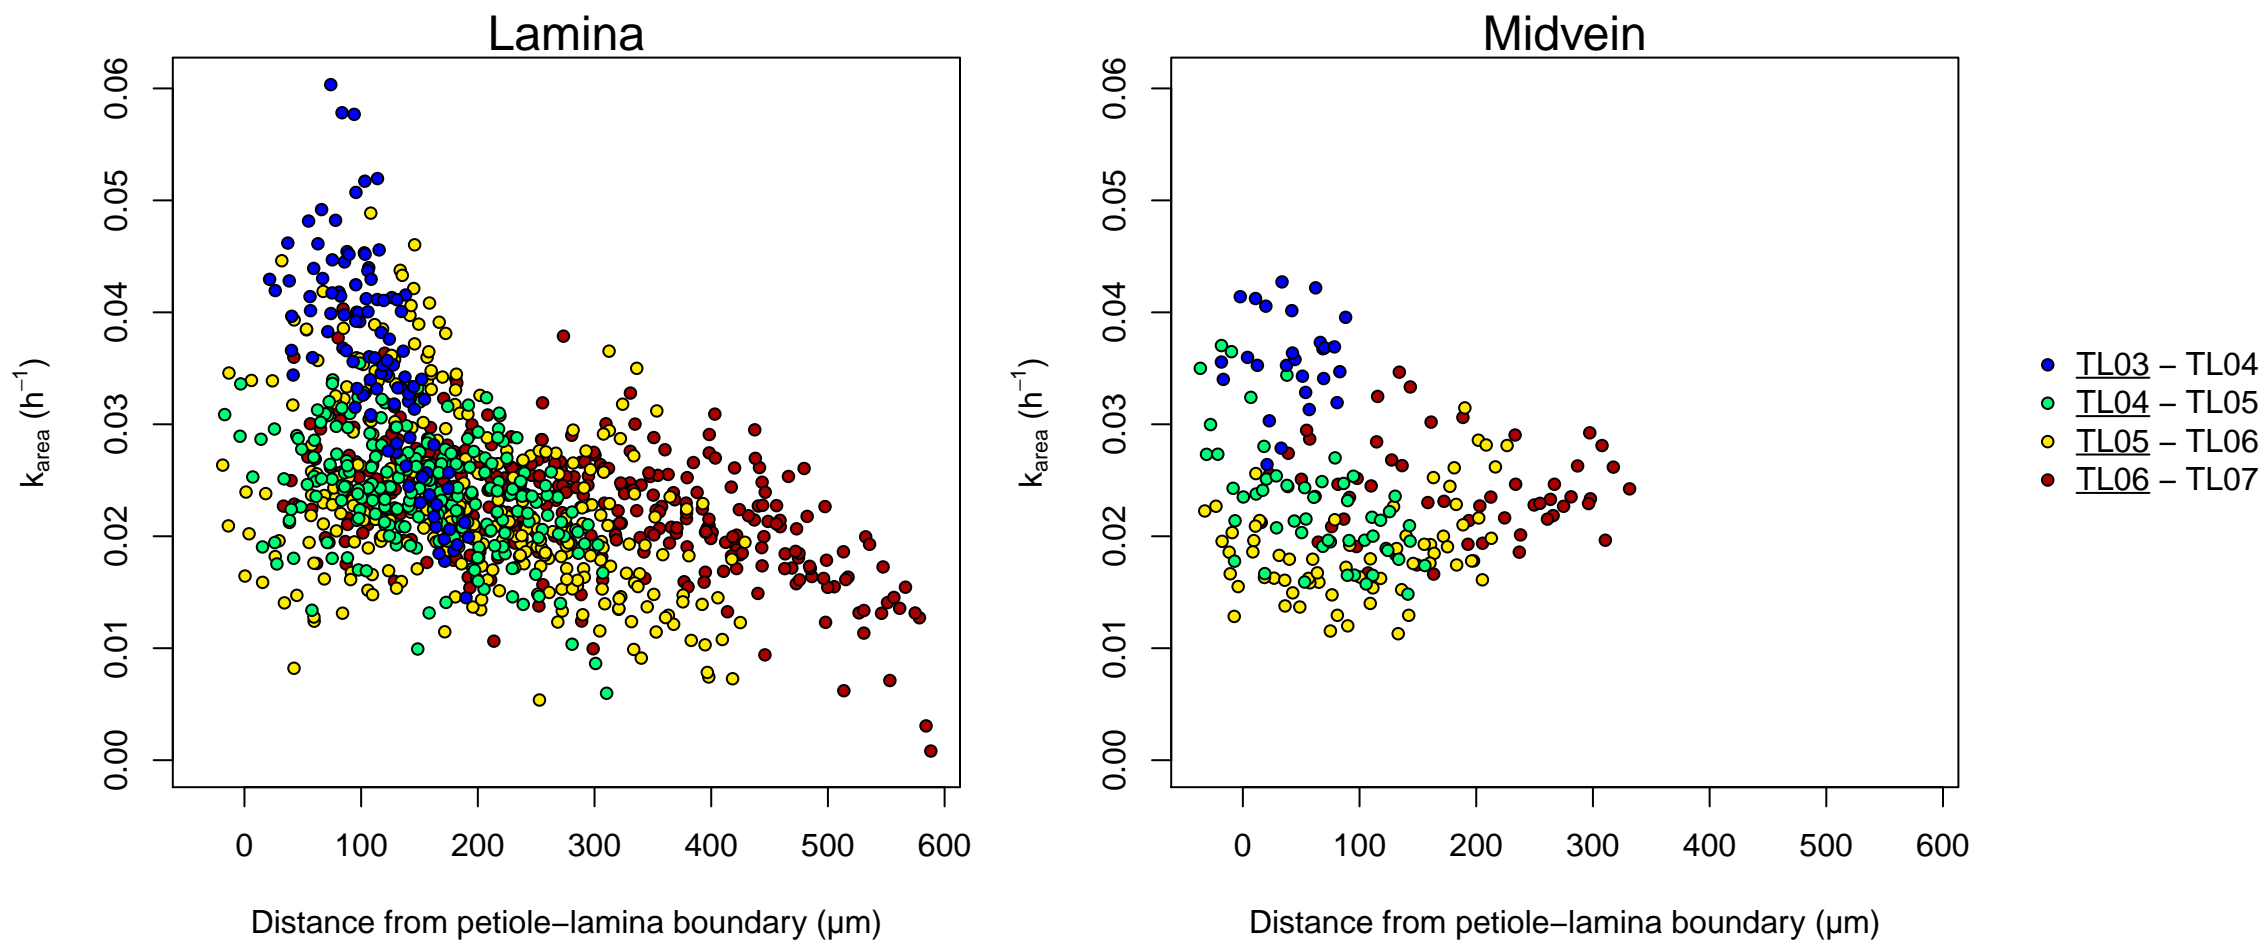 Lamina
Midvein
0.00
0.01
0.02
0.03
0.04
0.05
0.06
k_area (h⁻¹)
0 100 200 300 400 500 600
Distance from petiole−lamina boundary (µm)
0.00
0.01
0.02
0.03
0.04
0.05
0.06
k_area (h⁻¹)
0 100 200 300 400 500 600
Distance from petiole−lamina boundary (µm)
TL03 − TL04
TL04 − TL05
TL05 − TL06
TL06 − TL07